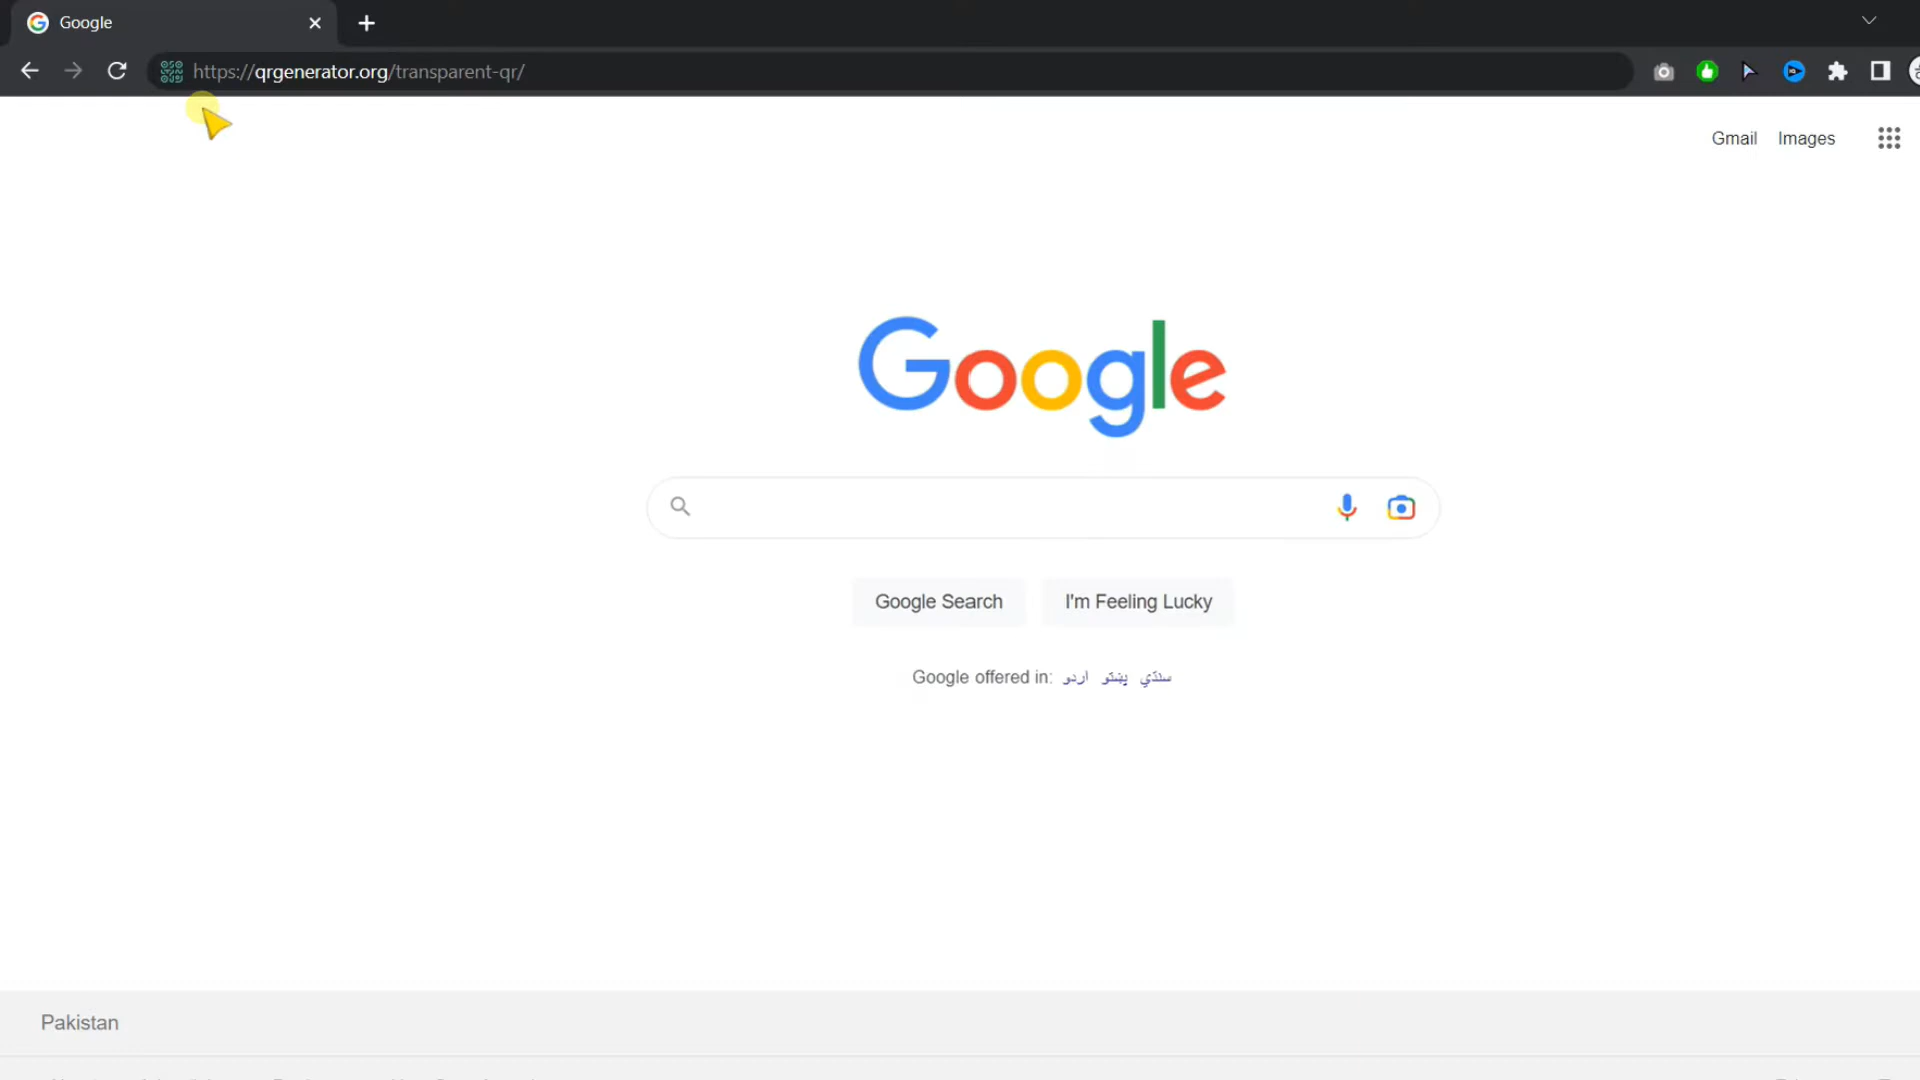 Google
https://qrgenerator.org/transparent-qr/
Gmail Images
Google
Google Search I'm Feeling Lucky
Google offered in: اردو پښتو سنڌي
Pakistan